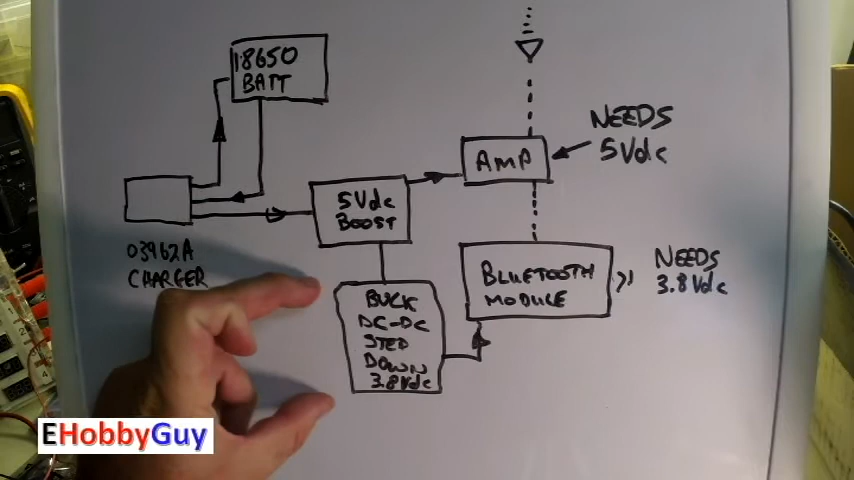 18650
BATT
NEEDS
5Vdc
AMP
5Vdc
BOOST
03962A
CHARGER
BLUETOOTH
MODULE
NEEDS
3.8Vdc
BUCK
DC-DC
STEP
DOWN
3.8Vdc
EHobbyGuy